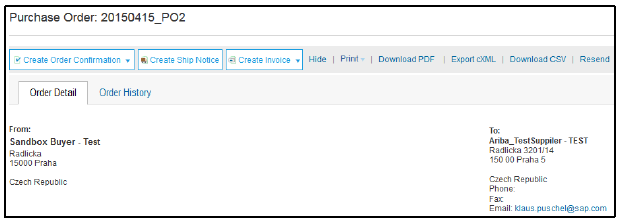 Purchase Order: 20150415_PO2
Create Order Confirmation Create Ship Notice Create Invoice Hide | Print | Download PDF | Export cXML | Download CSV | Resend
Order Detail Order History
From:
Sandbox Buyer - Test
Radlicka
15000 Praha
Czech Republic
To:
Ariba_TestSuppiler - TEST
Radlicka 3201/14
150 00 Praha 5
Czech Republic
Phone:
Fax:
Email: klaus.puschel@sap.com